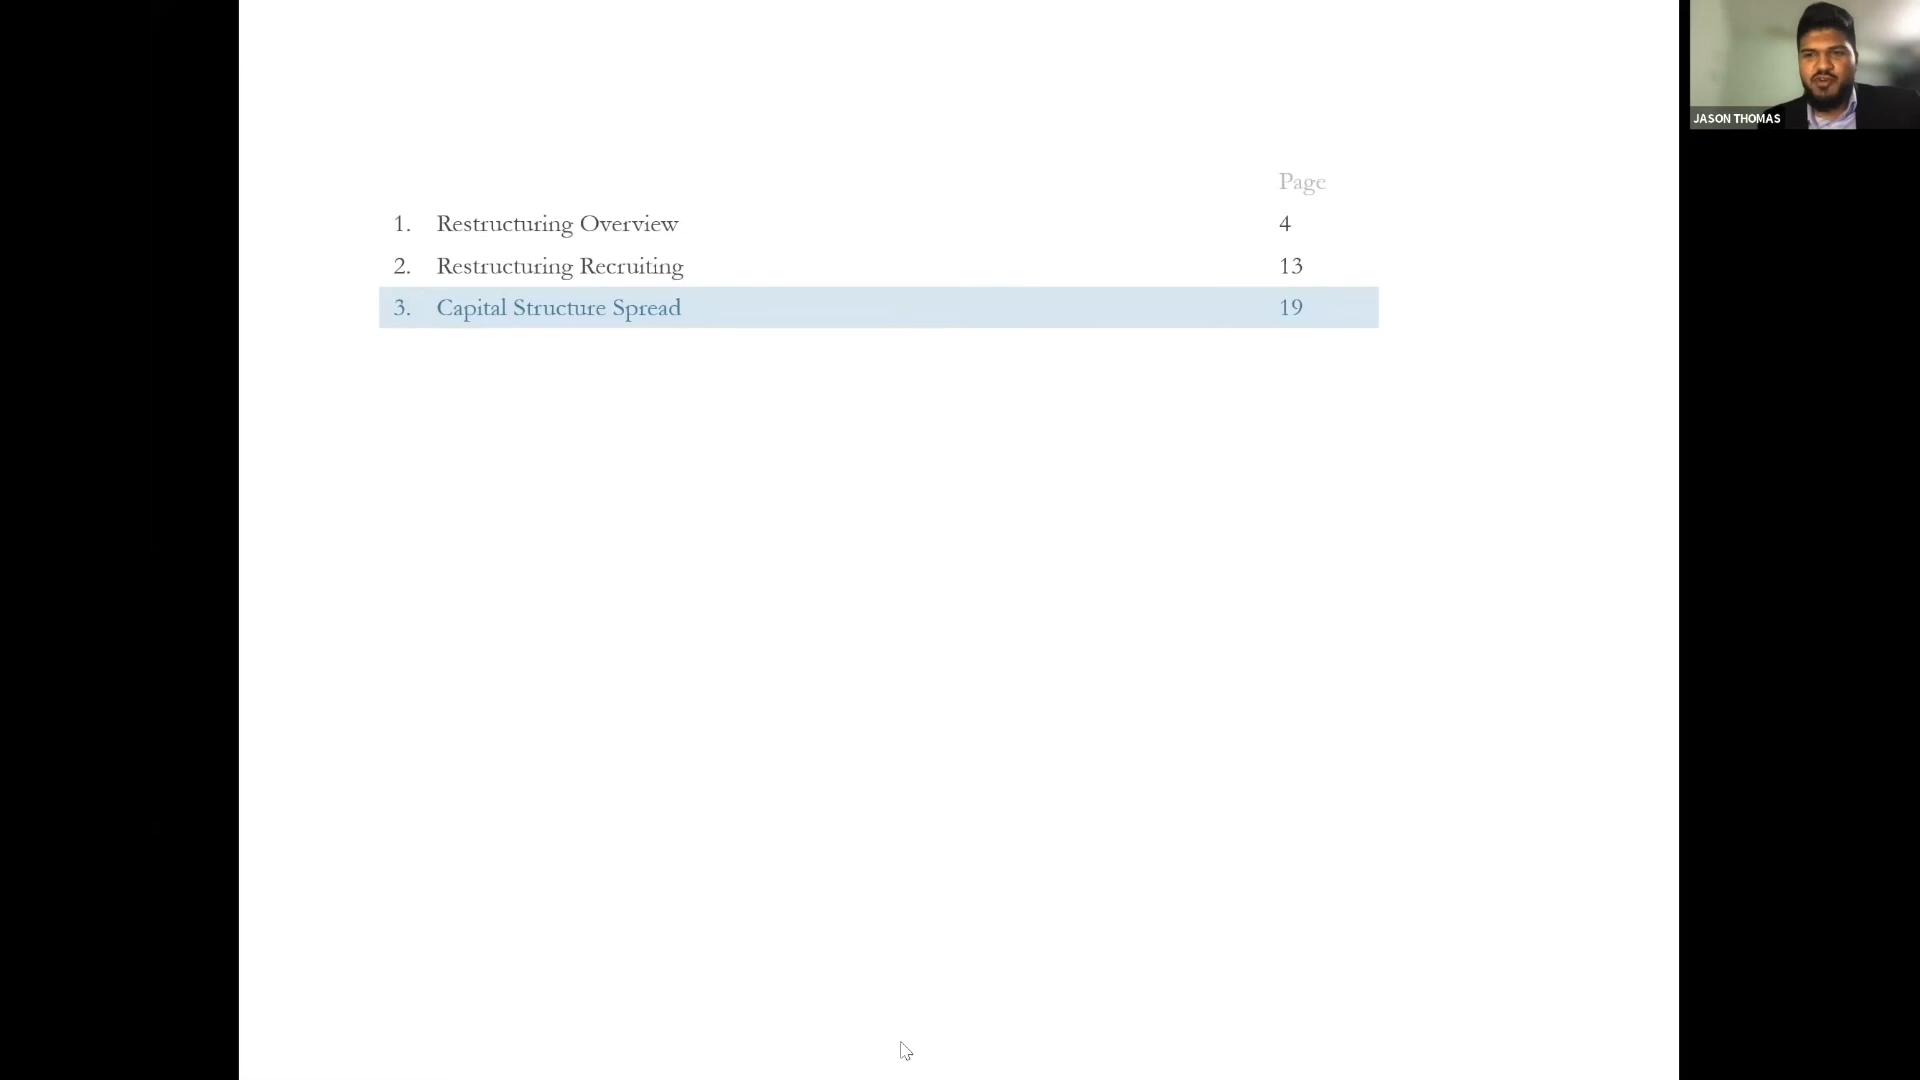 Page
1. Restructuring Overview 4
2. Restructuring Recruiting 13
3. Capital Structure Spread 19
JASON THOMAS